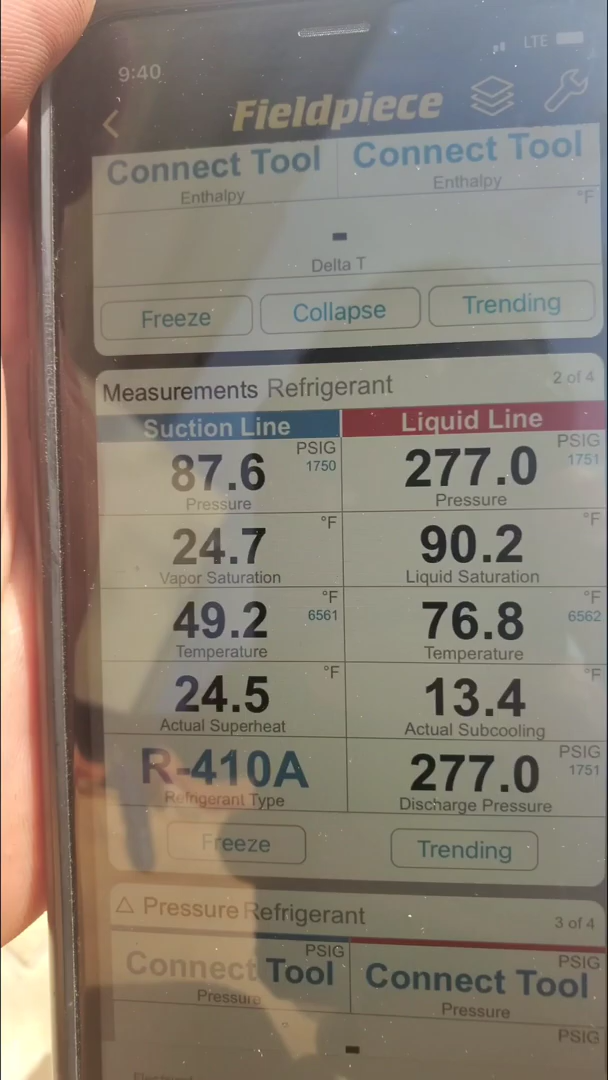 9:40
LTE
Fieldpiece
Connect Tool Connect Tool
Enthalpy Enthalpy
°F
-
Delta T
Freeze Collapse Trending
Measurements Refrigerant 2 of 4
Suction Line Liquid Line
87.6 PSIG 1750 277.0 PSIG 1751
Pressure Pressure
24.7 °F 90.2 °F
Vapor Saturation Liquid Saturation
49.2 °F 6561 76.8 °F 6562
Temperature Temperature
24.5 °F 13.4 °F
Actual Superheat Actual Subcooling
R-410A 277.0 PSIG 1751
Refrigerant Type Discharge Pressure
Freeze Trending
△ Pressure Refrigerant 3 of 4
Connect Tool PSIG Connect Tool PSIG
Pressure Pressure
PSIG
-